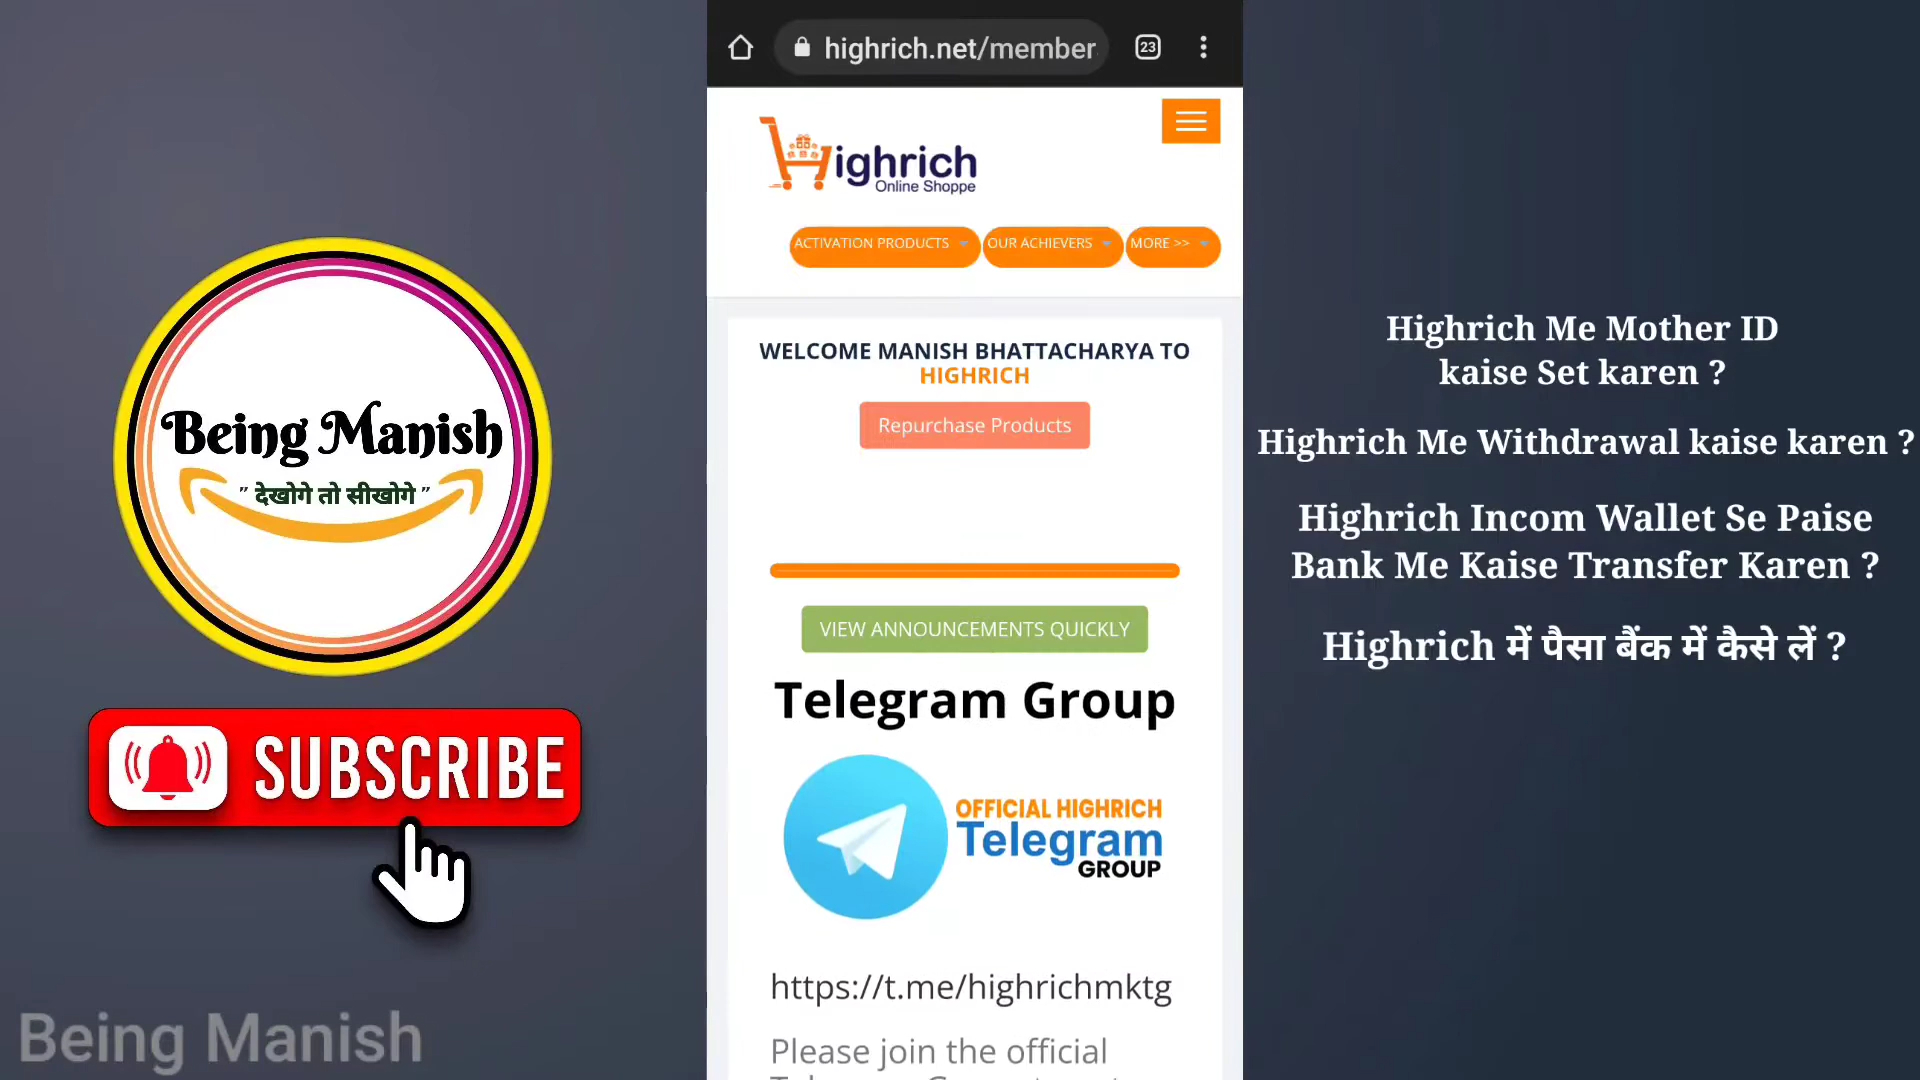 Being Manish
" देखोगे तो सीखोगे "
SUBSCRIBE
Being Manish
highrich.net/member
23
Highrich
Online Shoppe
ACTIVATION PRODUCTS
OUR ACHIEVERS
MORE >>
WELCOME MANISH BHATTACHARYA TO
HIGHRICH
Repurchase Products
VIEW ANNOUNCEMENTS QUICKLY
Telegram Group
OFFICIAL HIGHRICH
Telegram
GROUP
https://t.me/highrichmktg
Please join the official
Highrich Me Mother ID
kaise Set karen ?
Highrich Me Withdrawal kaise karen ?
Highrich Incom Wallet Se Paise
Bank Me Kaise Transfer Karen ?
Highrich में पैसा बैंक में कैसे लें ?